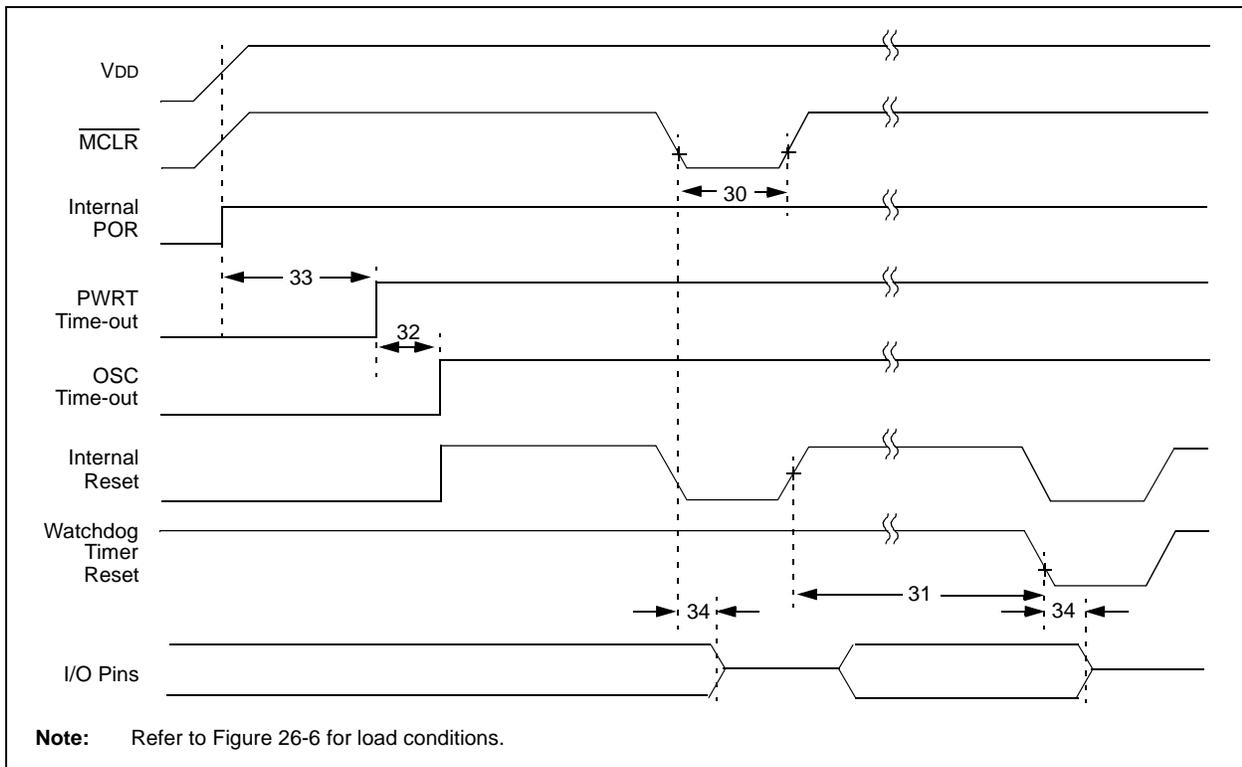 VDD
MCLR
30
Internal
POR
33
PWRT
Time-out
32
OSC
Time-out
Internal
Reset
Watchdog
Timer
Reset
31
34
34
I/O Pins
Note: Refer to Figure 26-6 for load conditions.